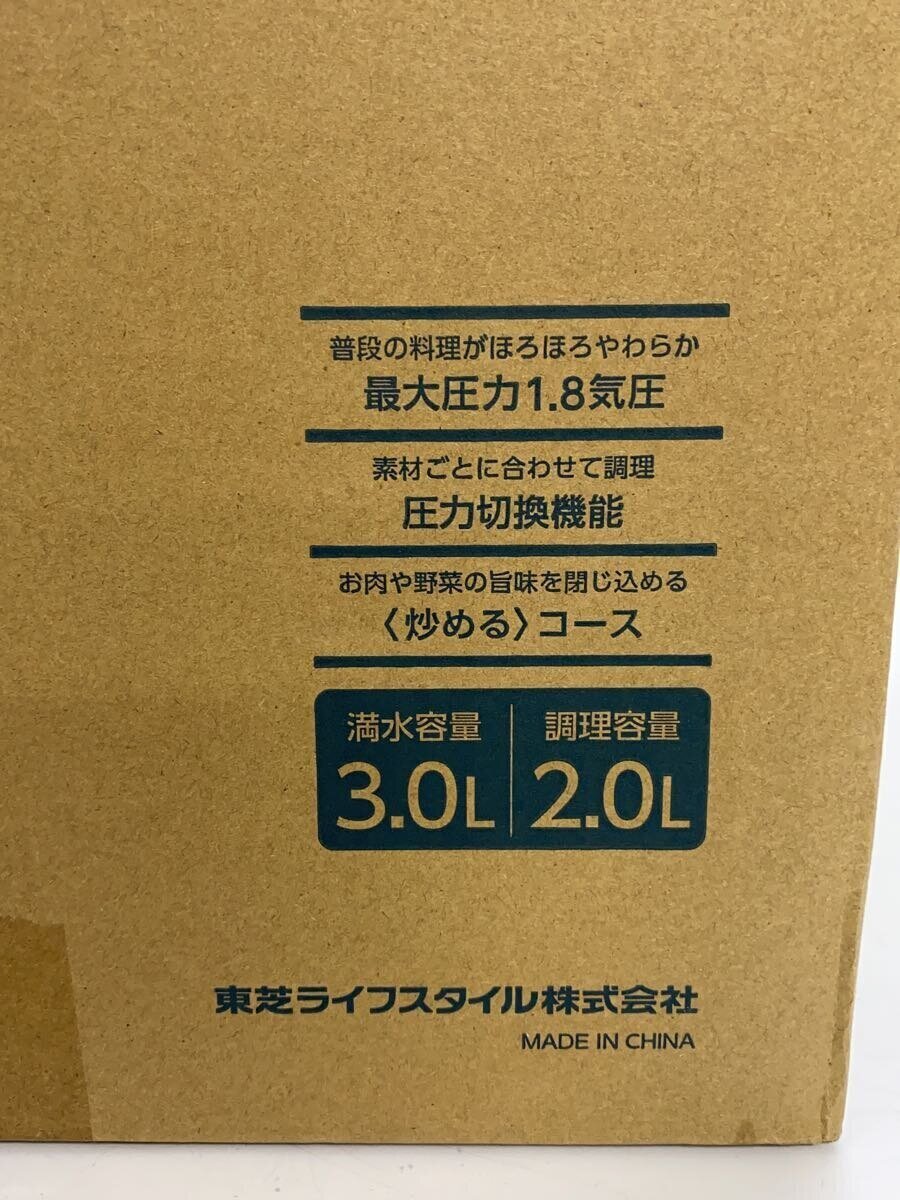 普段の料理がほろほろやわらか
最大圧力1.8気圧
素材ごとに合わせて調理
圧力切換機能
お肉や野菜の旨味を閉じ込める
〈炒める〉コース
満水容量
3.0L
調理容量
2.0L
東芝ライフスタイル株式会社
MADE IN CHINA